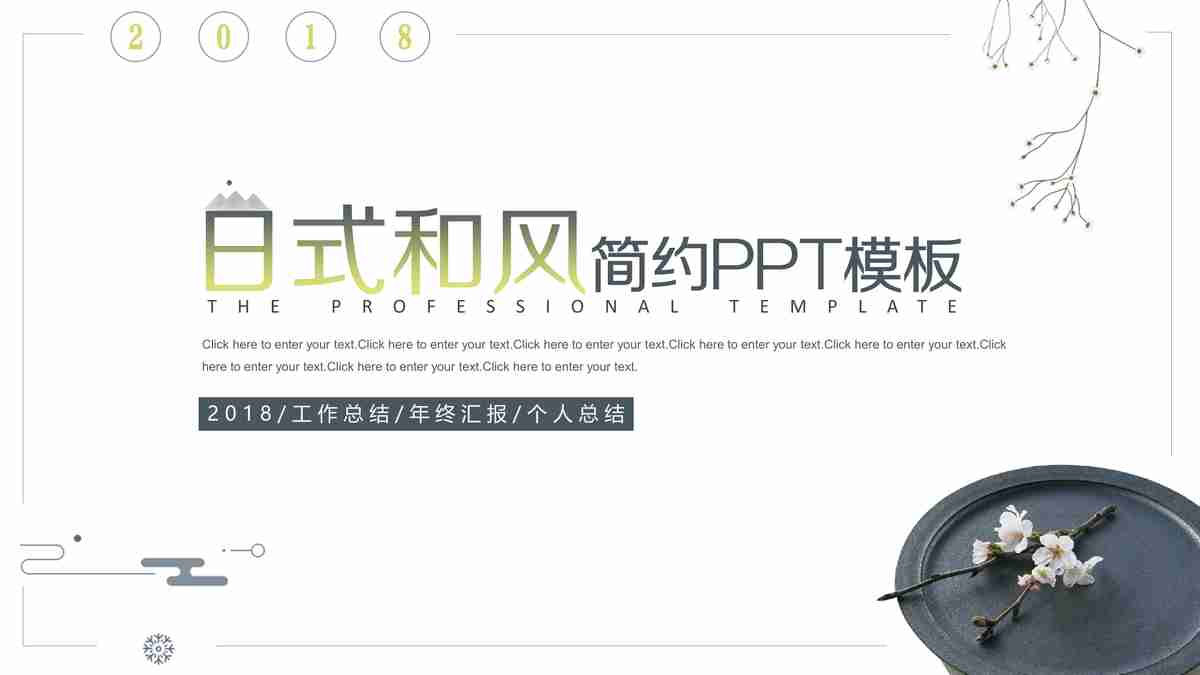 2 0 1 8
日式和风简约PPT模板
THE PROFESSIONAL TEMPLATE
Click here to enter your text.Click here to enter your text.Click here to enter your text.Click here to enter your text.Click here to enter your text.Click
here to enter your text.Click here to enter your text.Click here to enter your text.
2018/工作总结/年终汇报/个人总结